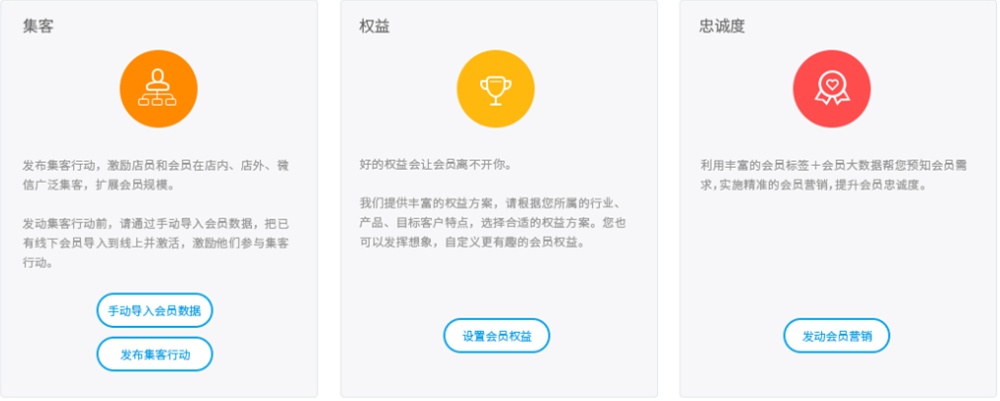 集客
发布集客行动，激励店员和会员在店内、店外、微
信广泛集客，扩展会员规模。
发动集客行动前，请通过手动导入会员数据，把已
有线下会员导入到线上并激活，激励他们参与集客
行动。
手动导入会员数据
发布集客行动
权益
好的权益会让会员离不开你。
我们提供丰富的权益方案，请根据您所属的行业、
产品、目标客户特点，选择合适的权益方案。您也
可以发挥想象，自定义更有趣的会员权益。
设置会员权益
忠诚度
利用丰富的会员标签＋会员大数据帮您预知会员需
求,实施精准的会员营销,提升会员忠诚度。
发动会员营销